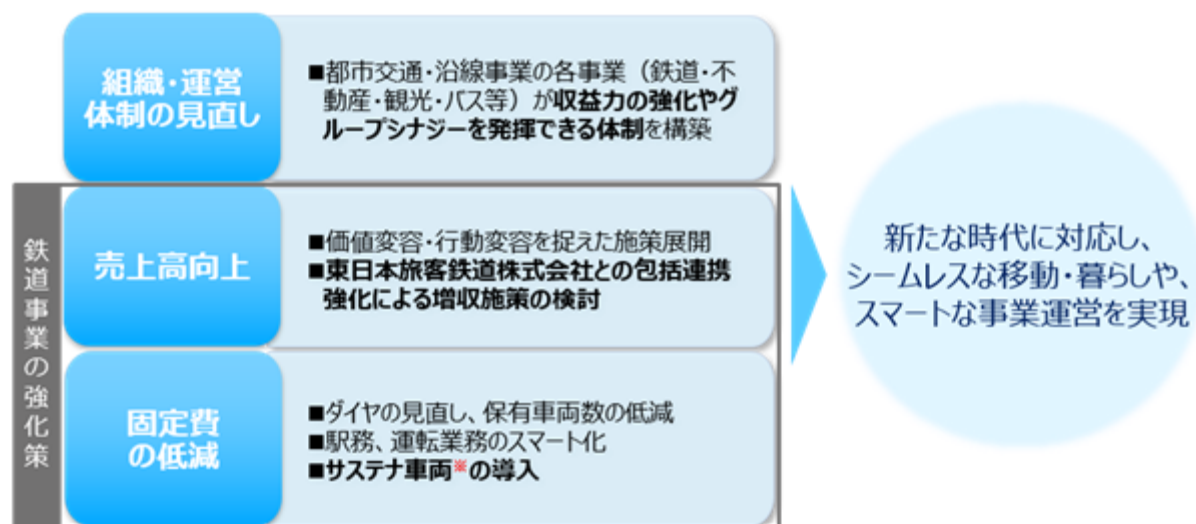 組織・運営
体制の見直し
■都市交通・沿線事業の各事業（鉄道・不
動産・観光・バス等）が収益力の強化やグ
ループシナジーを発揮できる体制を構築
鉄道事業の強化策
売上高向上
■価値変容・行動変容を捉えた施策展開
■東日本旅客鉄道株式会社との包括連携
強化による増収施策の検討
固定費
の低減
■ダイヤの見直し、保有車両数の低減
■駅務、運転業務のスマート化
■サステナ車両※の導入
新たな時代に対応し、
シームレスな移動・暮らしや、
スマートな事業運営を実現